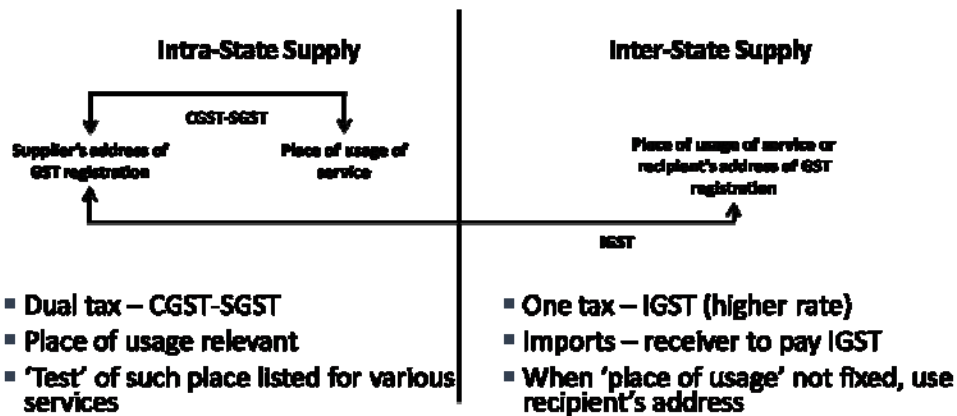 Intra-State Supply
Inter-State Supply
CGST-SGST
Supplier's address of
GST registration
Place of usage of
service
Place of usage of service or
recipient's address of GST
registration
IGST
▪ Dual tax – CGST-SGST
▪ Place of usage relevant
▪ 'Test' of such place listed for various
services
▪ One tax – IGST (higher rate)
▪ Imports – receiver to pay IGST
▪ When 'place of usage' not fixed, use
recipient's address